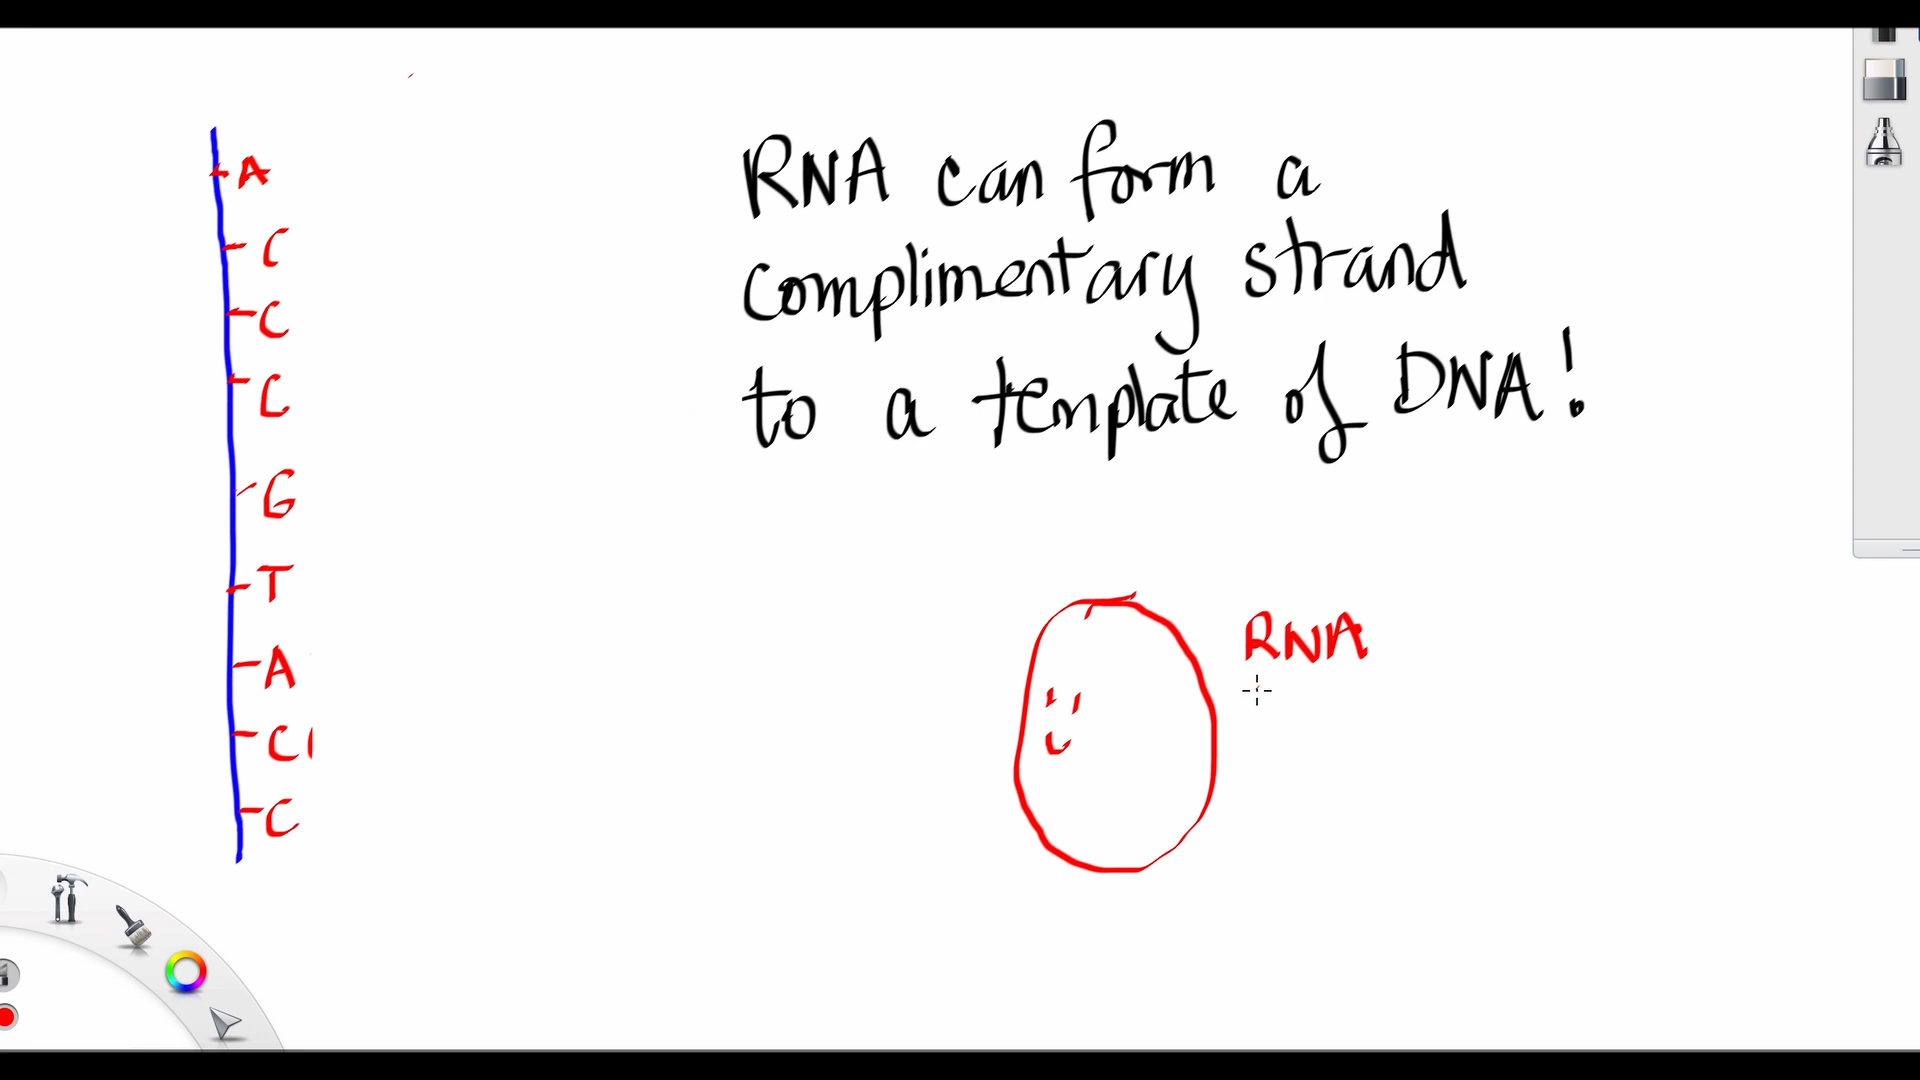 A
C
C
C
G
T
A
C
C
RNA can form a
complimentary strand
to a template of DNA!
RNA